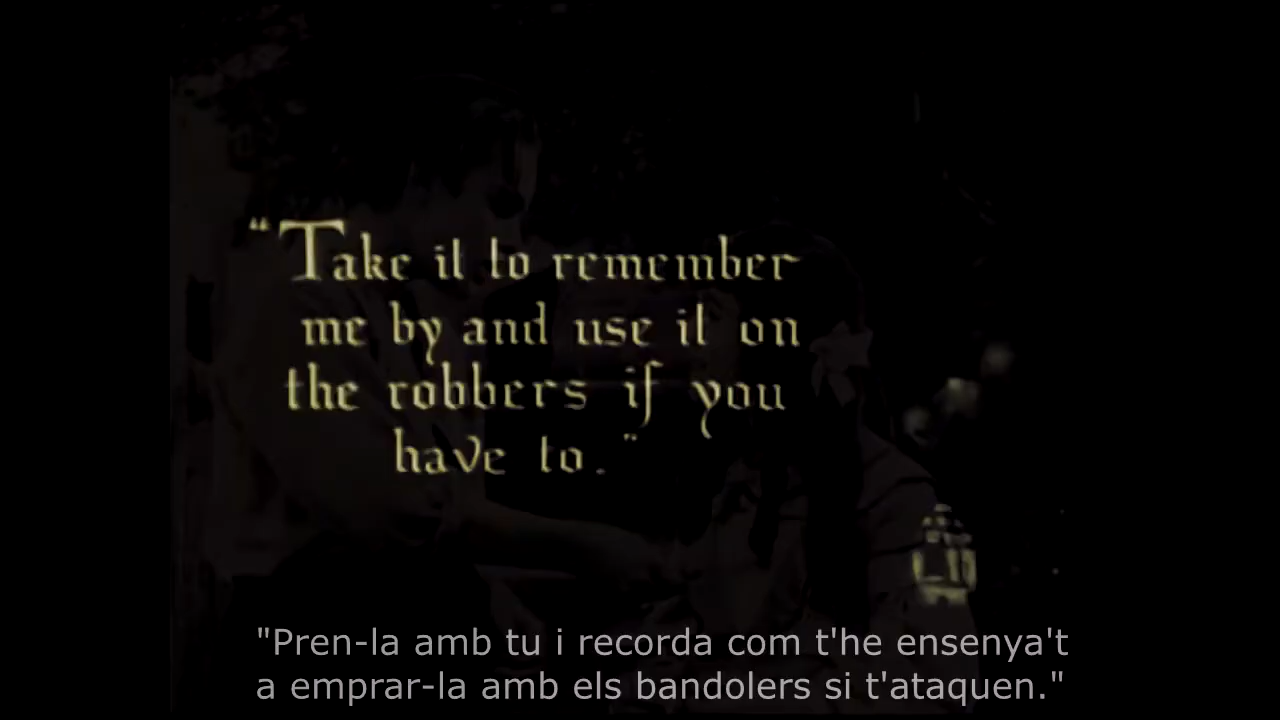 "Take it to remember
me by and use it on
the robbers if you
have to."
"Pren-la amb tu i recorda com t'he ensenya't
a emprar-la amb els bandolers si t'ataquen."